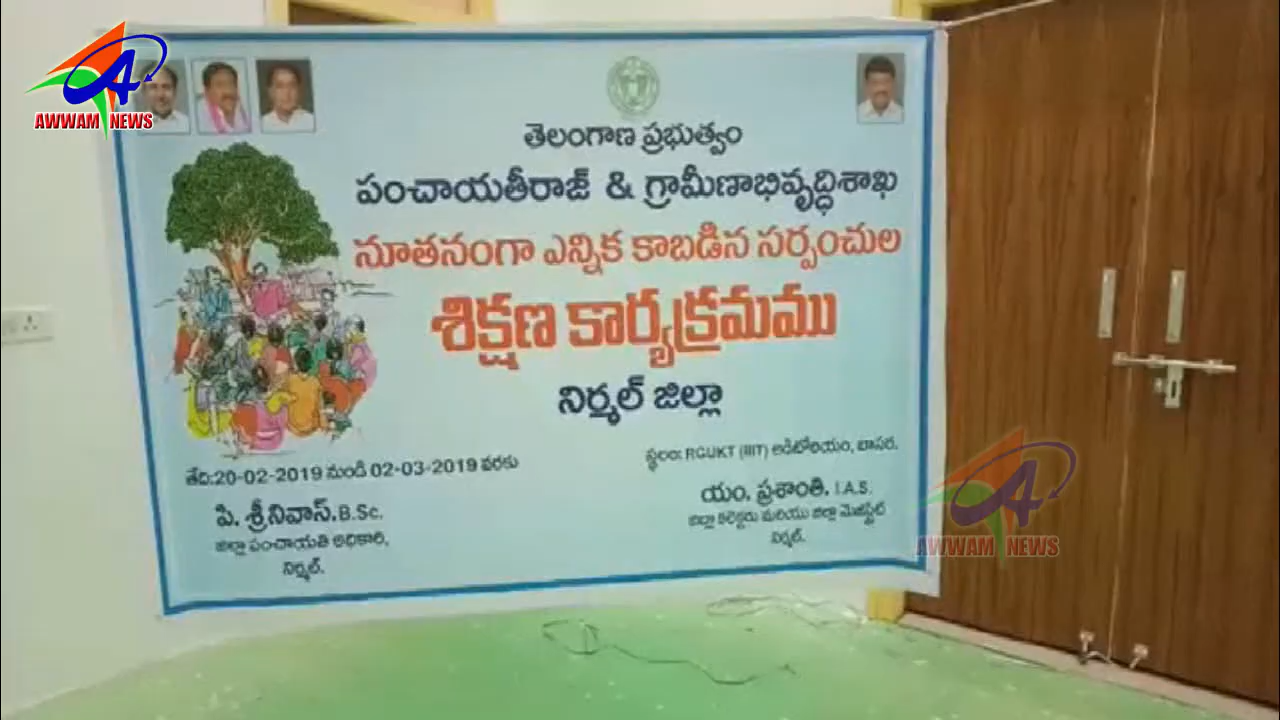 AWWAM NEWS
తెలంగాణ ప్రభుత్వం
పంచాయతీరాజ్ & గ్రామీణాభివృద్ధిశాఖ
నూతనంగా ఎన్నిక కాబడిన సర్పంచుల
శిక్షణ కార్యక్రమము
నిర్మల్ జిల్లా
తేది:20-02-2019 నుండి 02-03-2019 వరకు
స్థలం: RGUKT (IIIT) ఆడిటోరియం, బాసర.
పి. శ్రీనివాస్.B.Sc.
జిల్లా పంచాయతి అధికారి,
నిర్మల్.
యం. ప్రశాంతి. I.A.S.
జిల్లా కలెక్టరు మరియు జిల్లా మెజిస్ట్రేట్
నిర్మల్.
AWWAM NEWS